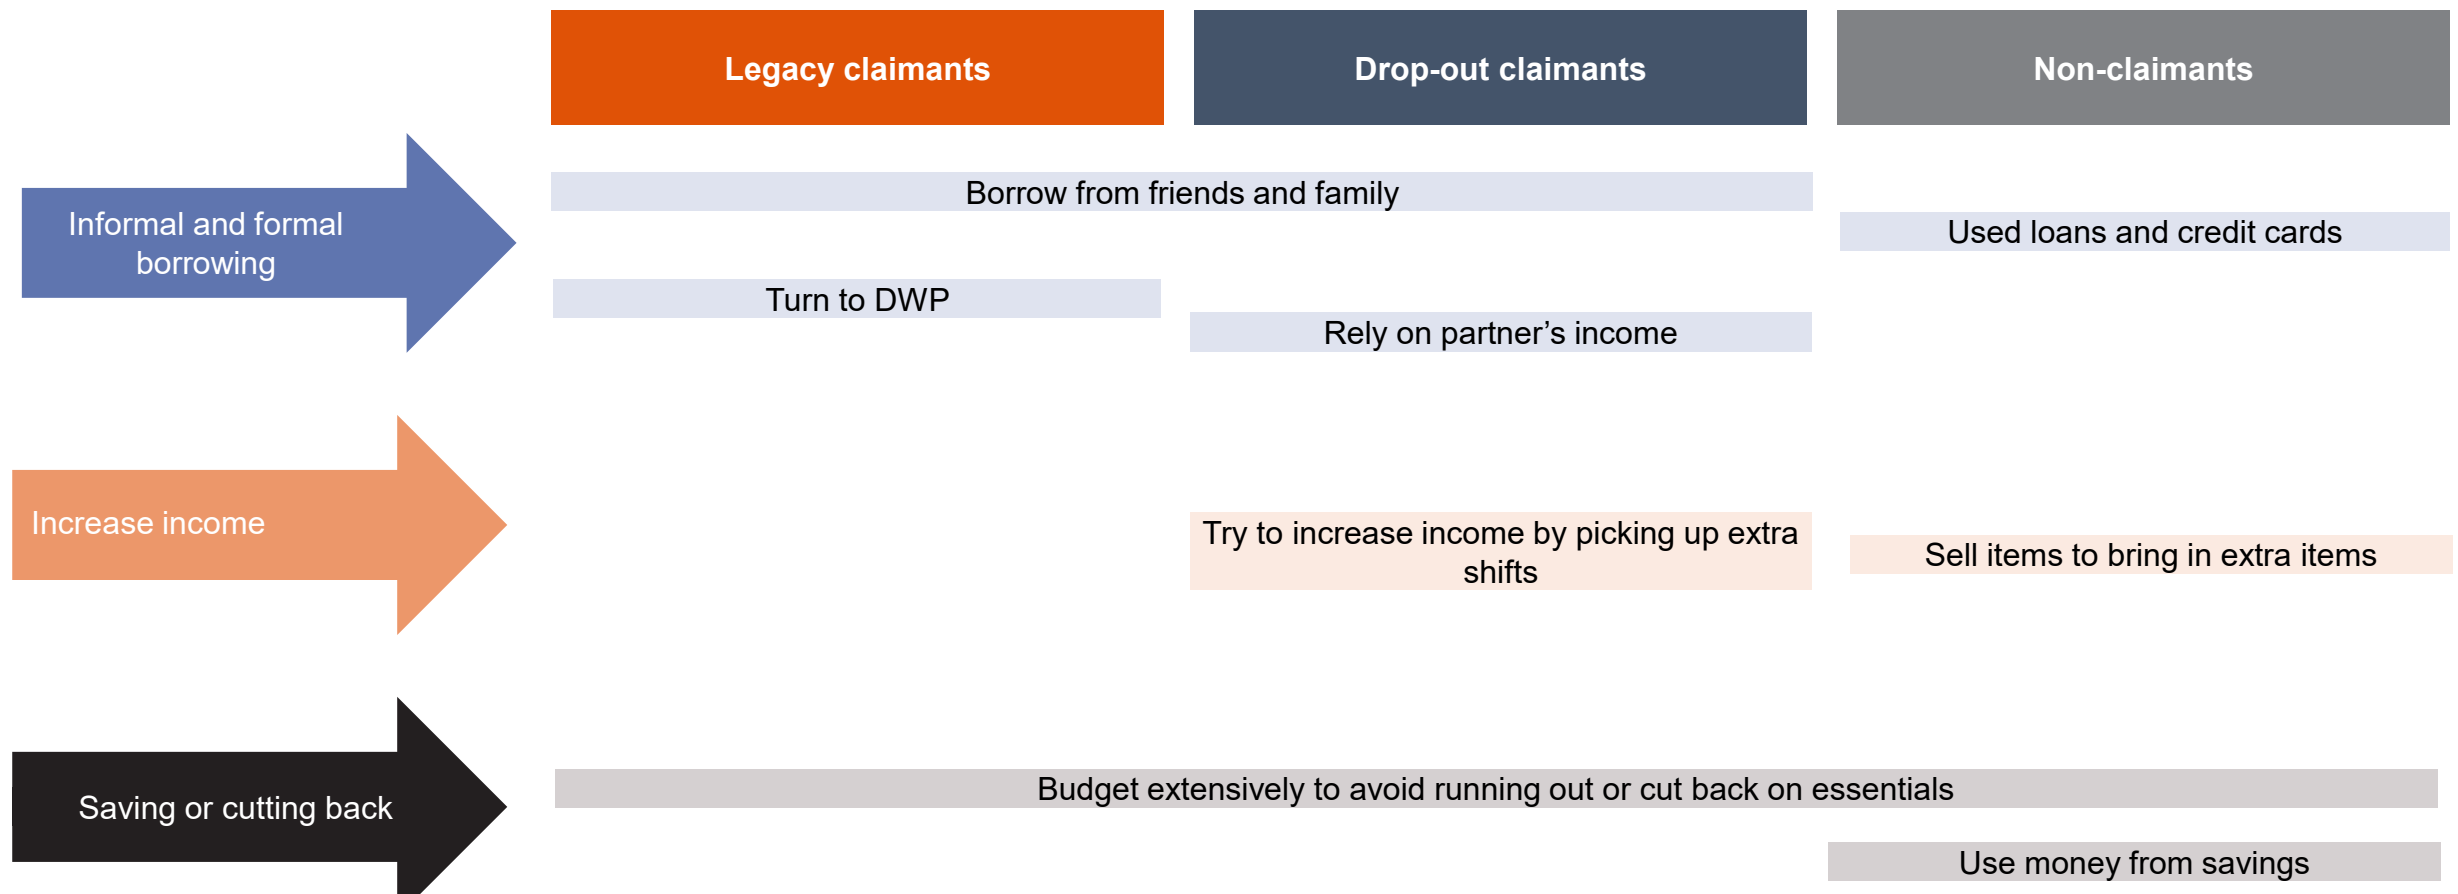 Legacy claimants
Drop-out claimants
Non-claimants
Informal and formal
borrowing
Borrow from friends and family
Used loans and credit cards
Turn to DWP
Rely on partner’s income
Increase income
Try to increase income by picking up extra
shifts
Sell items to bring in extra items
Saving or cutting back
Budget extensively to avoid running out or cut back on essentials
Use money from savings